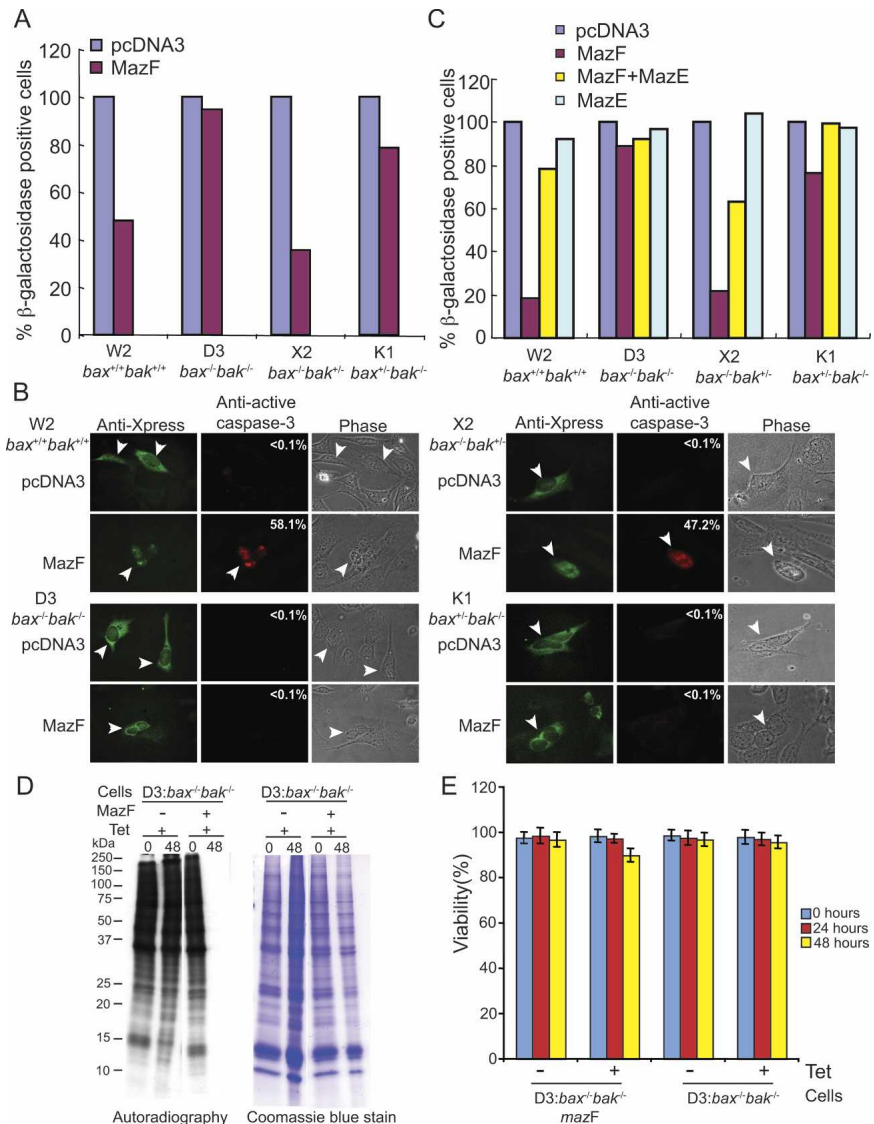 A
pcDNA3
MazF
% β-galactosidase positive cells
120
100
80
60
40
20
0
W2 D3 X2 K1
bax+/+bak+/+ bax-/-bak-/- bax-/-bak+/- bax+/-bak-/-
C
pcDNA3
MazF
MazF+MazE
MazE
% β-galactosidase positive cells
120
100
80
60
40
20
0
W2 D3 X2 K1
bax+/+bak+/+ bax-/-bak-/- bax-/-bak+/- bax+/-bak-/-
B
W2
bax+/+bak+/+
Anti-Xpress
Anti-active
caspase-3
Phase
pcDNA3
<0.1%
MazF
58.1%
D3
bax-/-bak-/-
pcDNA3
<0.1%
MazF
<0.1%
X2
bax-/-bak+/-
Anti-Xpress
Anti-active
caspase-3
Phase
pcDNA3
<0.1%
MazF
47.2%
K1
bax+/-bak-/-
pcDNA3
<0.1%
MazF
<0.1%
D
Cells D3:bax-/-bak-/- D3:bax-/-bak-/-
MazF - + - +
Tet + + + +
kDa 0 48 0 48 0 48 0 48
250
150
100
75
50
37
25
20
15
10
Autoradiography Coomassie blue stain
E
Viability(%)
120
100
80
60
40
20
0
0 hours
24 hours
48 hours
- + - + Tet
D3:bax-/-bak-/- D3:bax-/-bak-/- Cells
mazF